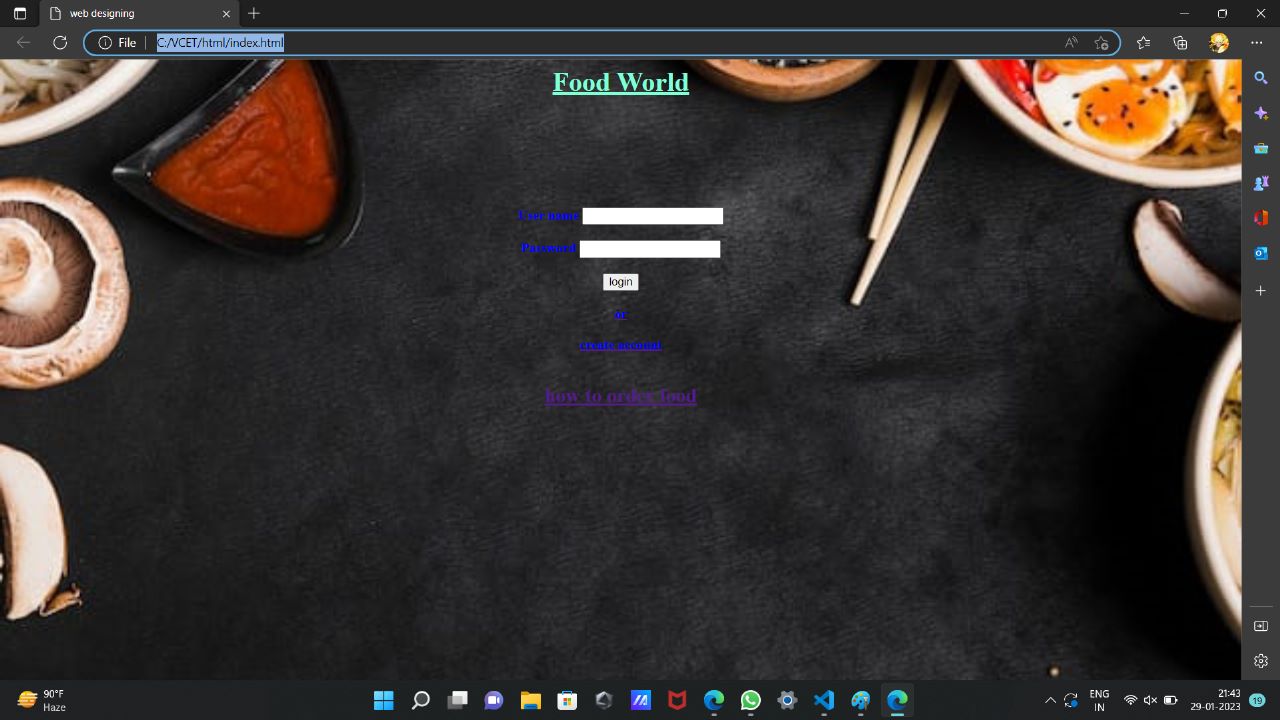 web designing
File C:/VCET/html/index.html
Food World
User name
Password
login
or
create account
how to order food
90°F
Haze
ENG
IN
21:43
29-01-2023
19